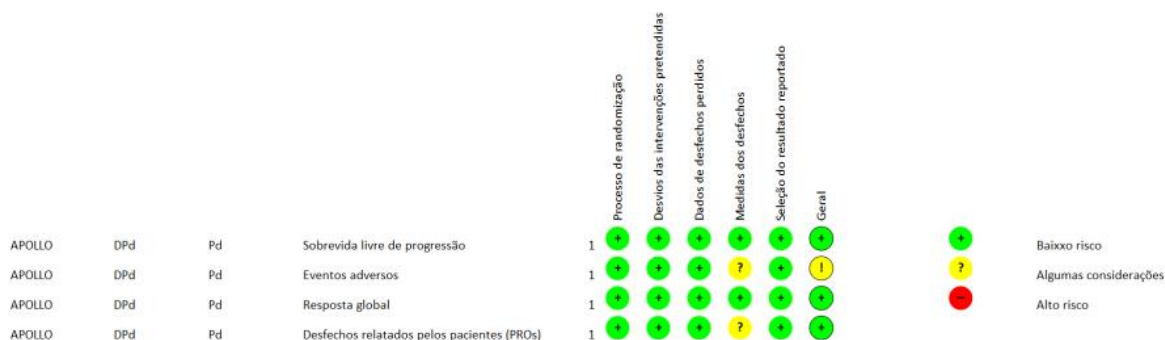 Processo de randomização
Desvios das intervenções pretendidas
Dados de desfechos perdidos
Medidas dos desfechos
Seleção do resultado reportado
Geral
APOLLO DPd Pd Sobrevida livre de progressão 1 + + + + + + + Baixxo risco
APOLLO DPd Pd Eventos adversos 1 + + + ? + ! ? Algumas considerações
APOLLO DPd Pd Resposta global 1 + + + + + + − Alto risco
APOLLO DPd Pd Desfechos relatados pelos pacientes (PROs) 1 + + + ? + +